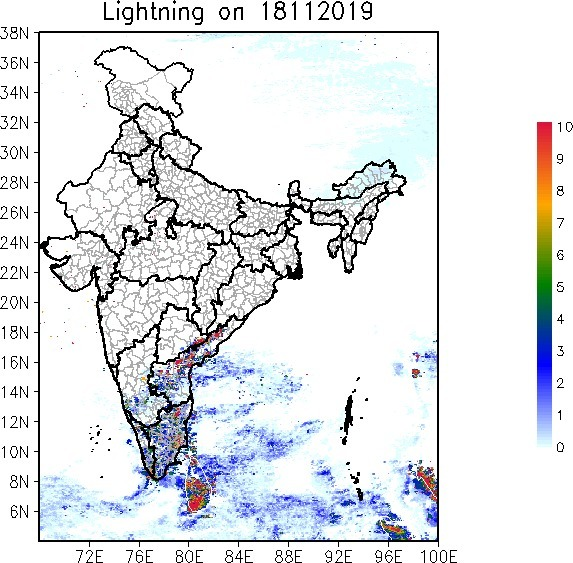 Lightning on 18112019
38N
36N
34N
32N
30N
28N
26N
24N
22N
20N
18N
16N
14N
12N
10N
8N
6N
72E 76E 80E 84E 88E 92E 96E 100E
10
9
8
7
6
5
4
3
2
1
0